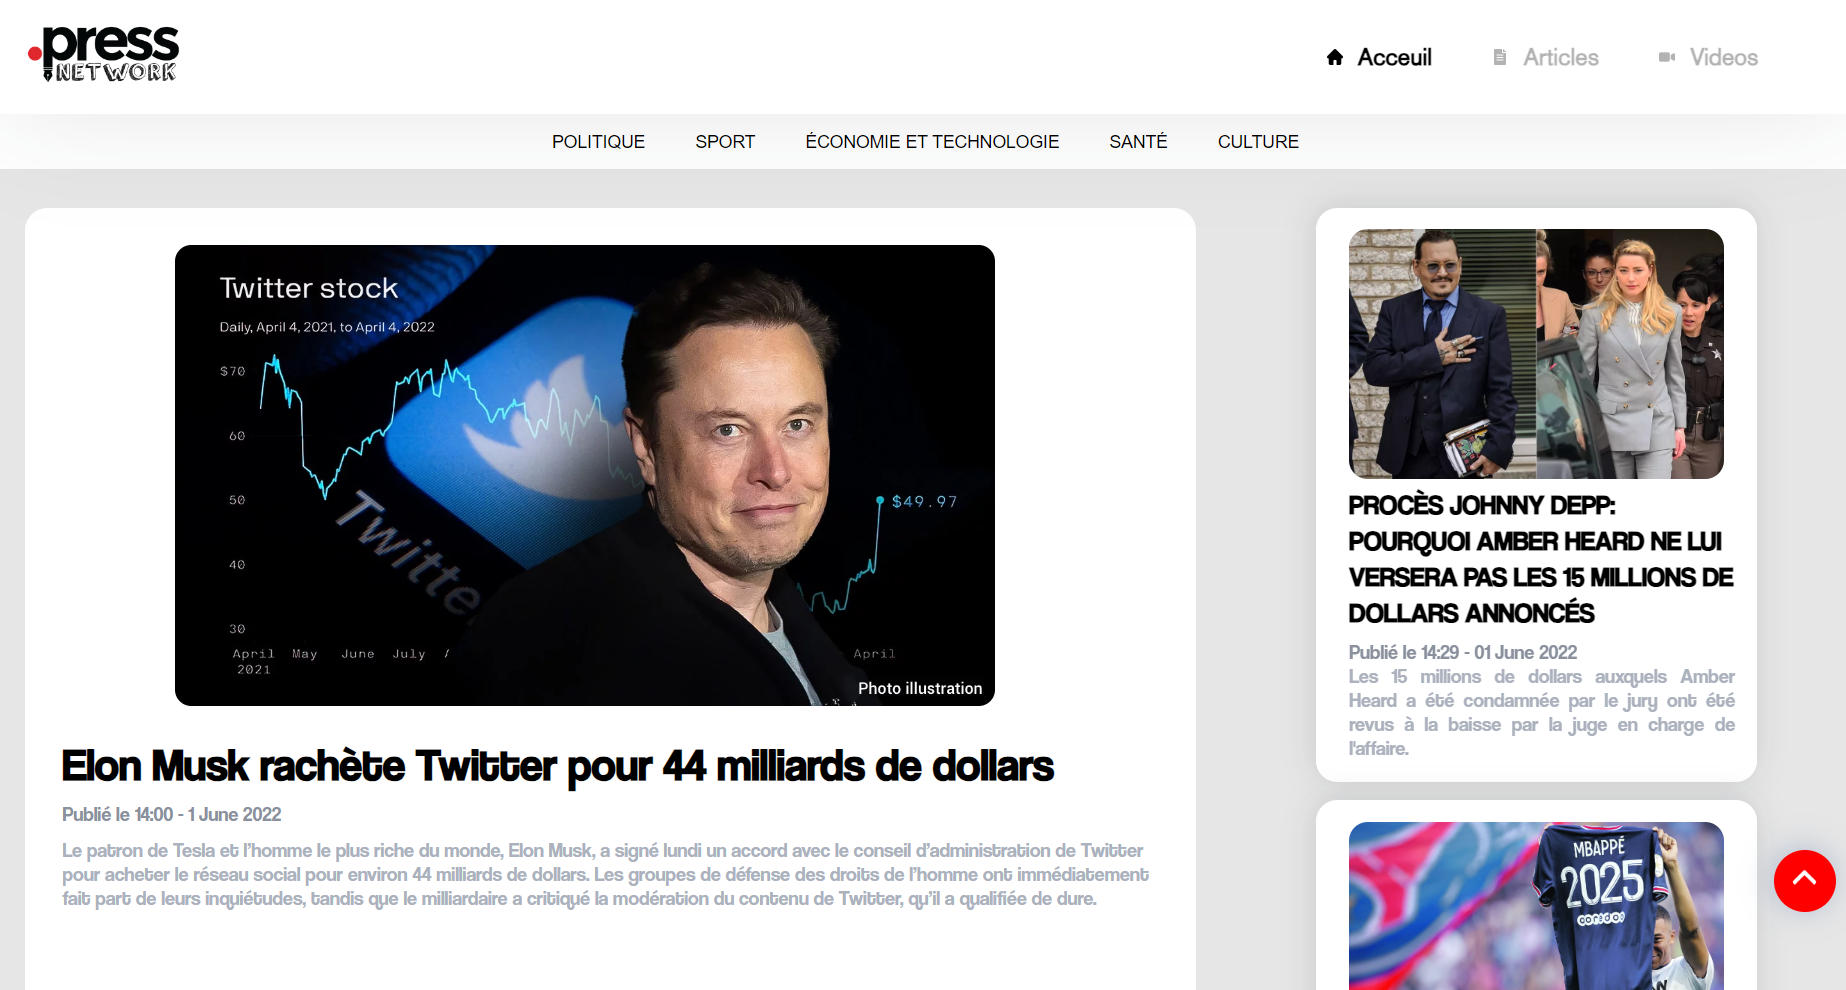 .press
NETWORK
Acceuil
Articles
Videos
POLITIQUE
SPORT
ÉCONOMIE ET TECHNOLOGIE
SANTÉ
CULTURE
Twitter stock
Daily, April 4, 2021, to April 4, 2022
$70
60
50
40
30
$49.97
April May June July
2021
April
Twitte
Photo illustration
Elon Musk rachète Twitter pour 44 milliards de dollars
Publié le 14:00 - 1 June 2022
Le patron de Tesla et l’homme le plus riche du monde, Elon Musk, a signé lundi un accord avec le conseil d’administration de Twitter
pour acheter le réseau social pour environ 44 milliards de dollars. Les groupes de défense des droits de l’homme ont immédiatement
fait part de leurs inquiétudes, tandis que le milliardaire a critiqué la modération du contenu de Twitter, qu’il a qualifiée de dure.
PROCÈS JOHNNY DEPP:
POURQUOI AMBER HEARD NE LUI
VERSERA PAS LES 15 MILLIONS DE
DOLLARS ANNONCÉS
Publié le 14:29 - 01 June 2022
Les 15 millions de dollars auxquels Amber
Heard a été condamnée par le jury ont été
revus à la baisse par la juge en charge de
l'affaire.
MBAPPÉ
2025
ooredoo